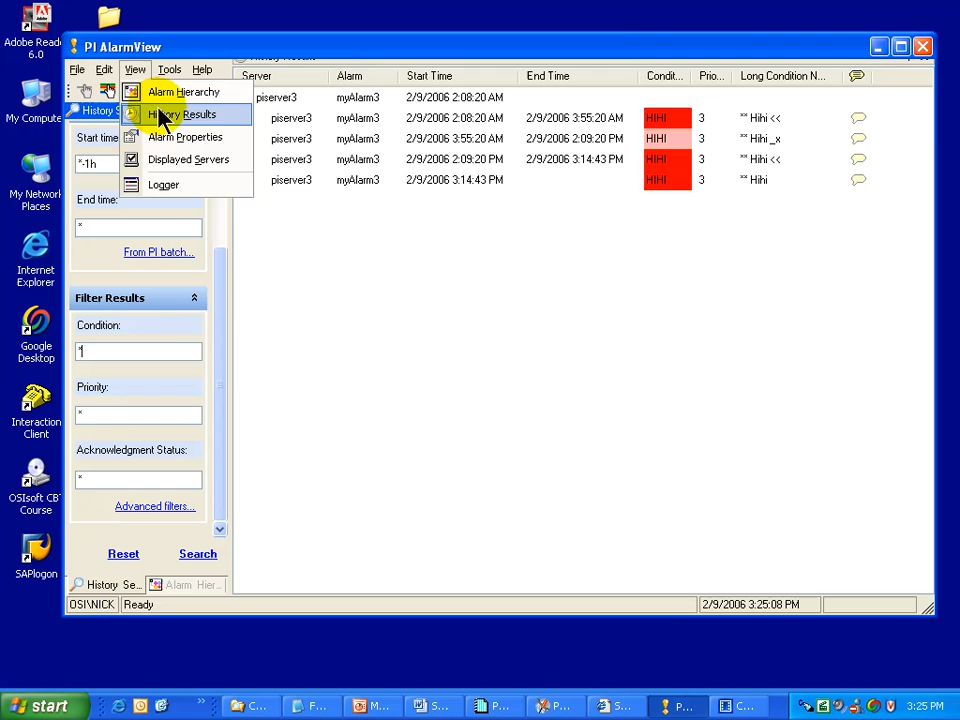 Adobe Read
6.0
My Compute
My Network
Places
Internet
Explorer
Google
Desktop
Interaction
Client
OSIsoft CB
Course
SAPlogon
PI AlarmView
File Edit View Tools Help
Alarm Hierarchy
History Results
Alarm Properties
Displayed Servers
Logger
History S
Start time
*-1h
End time:
*
From PI batch...
Filter Results
Condition:
*
Priority:
*
Acknowledgment Status:
*
Advanced filters...
Reset Search
History Se... Alarm Hier...
Server Alarm Start Time End Time Condit... Prio... Long Condition N...
piserver3 myAlarm3 2/9/2006 2:08:20 AM
piserver3 myAlarm3 2/9/2006 2:08:20 AM 2/9/2006 3:55:20 AM HIHI 3 ** Hihi <<
piserver3 myAlarm3 2/9/2006 3:55:20 AM 2/9/2006 2:09:20 PM HIHI 3 ** Hihi _x
piserver3 myAlarm3 2/9/2006 2:09:20 PM 2/9/2006 3:14:43 PM HIHI 3 ** Hihi <<
piserver3 myAlarm3 2/9/2006 3:14:43 PM HIHI 3 ** Hihi
OSI\NICK Ready 2/9/2006 3:25:08 PM
start C... F... M... S... P... P... S... P... C... 3:25 PM